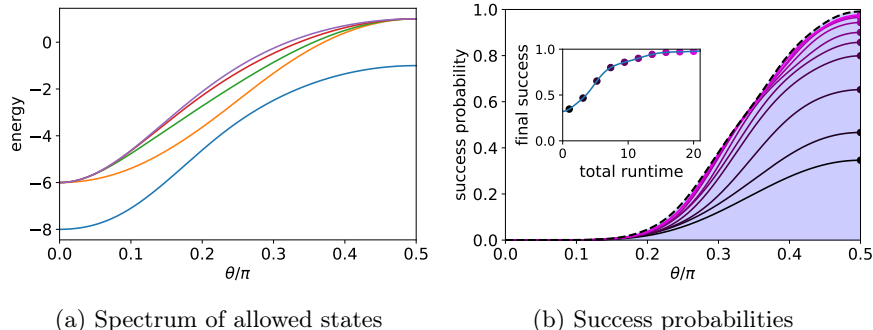 0
−2
−4
−6
−8
energy
0.0 0.1 0.2 0.3 0.4 0.5
θ/π
(a) Spectrum of allowed states
1.0
0.8
0.6
0.4
0.2
0.0
success probability
1.0
0.5
0.0
final success
0 10 20
total runtime
0.0 0.1 0.2 0.3 0.4 0.5
θ/π
(b) Success probabilities